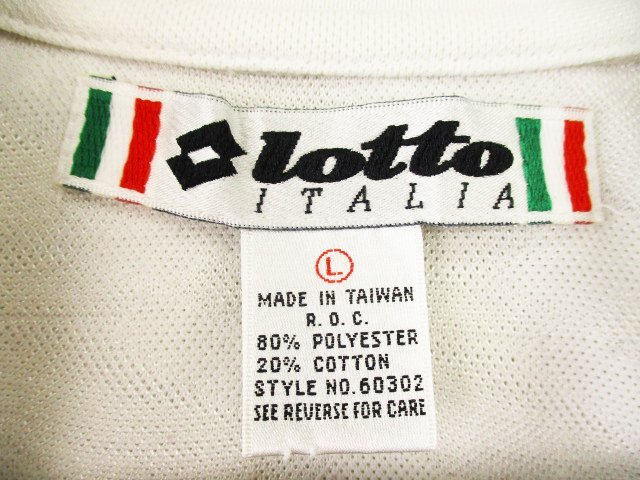 lotto
ITALIA
L
MADE IN TAIWAN
R.O.C.
80% POLYESTER
20% COTTON
STYLE NO.60302
SEE REVERSE FOR CARE